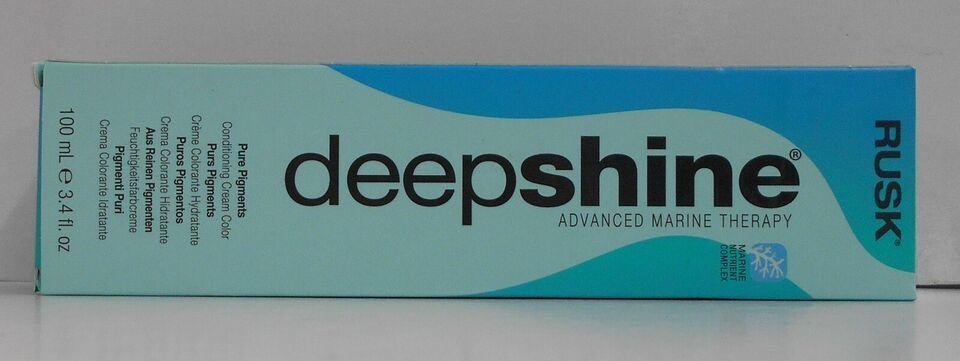 RUSK®
deepshine®
ADVANCED MARINE THERAPY
MARINE
NUTRIENT
COMPLEX
Pure Pigments
Conditioning Cream Color
Purs Pigments
Crème Colorante Hydratante
Puros Pigmentos
Crema Colorante Hidratante
Aus Reinen Pigmenten
Feuchtigkeitsfarbcreme
Pigmenti Puri
Crema Colorante Idratante
100 mL e 3.4 fl. oz